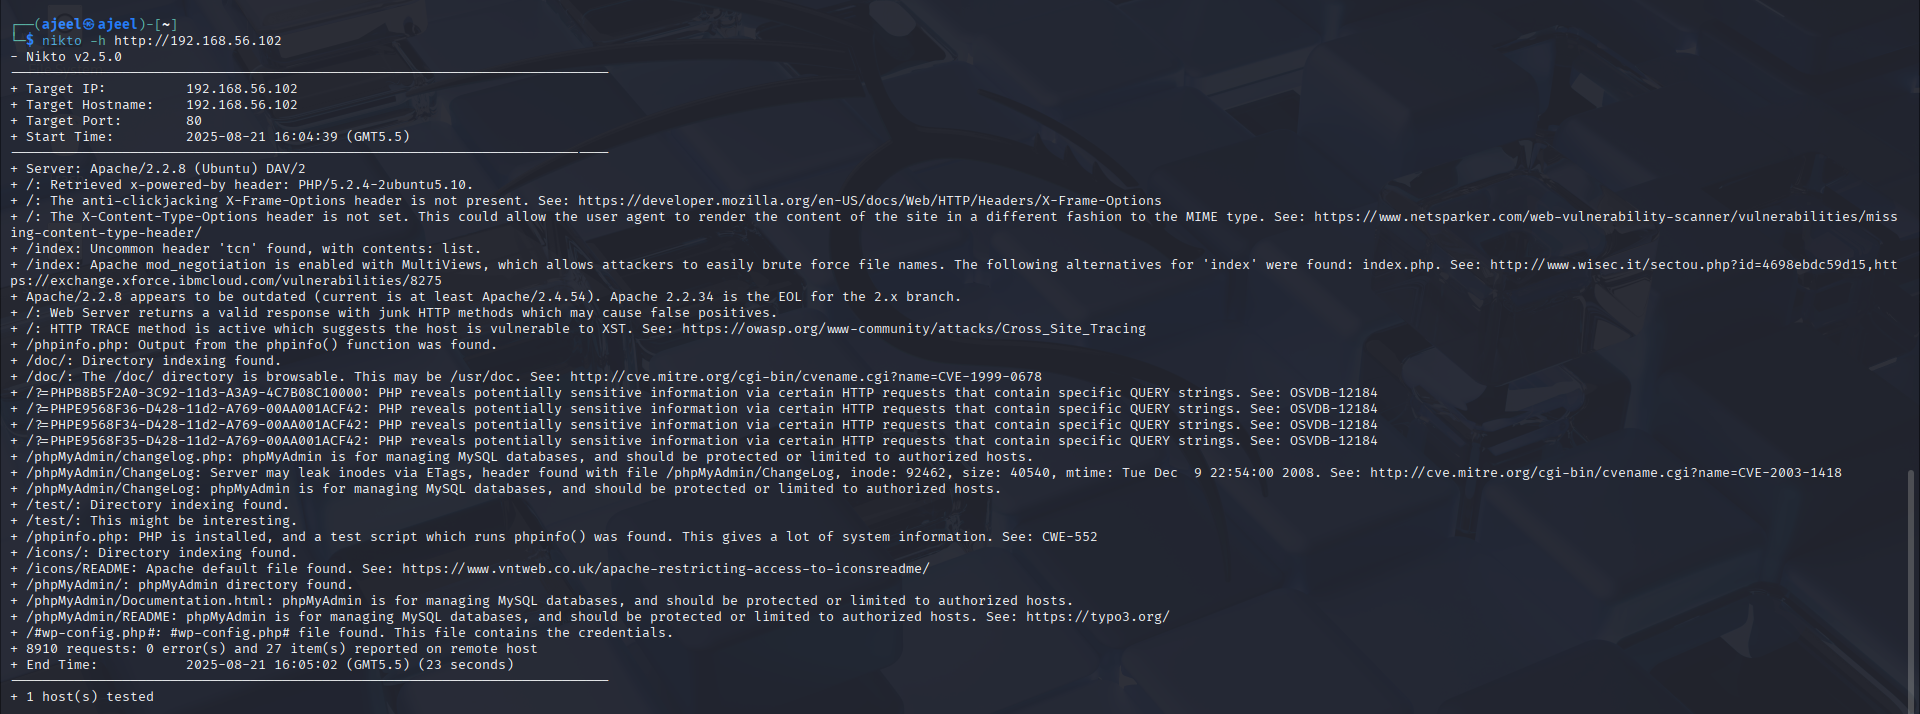 ┌──(ajeel㉿ajeel)-[~]
└─$ nikto -h http://192.168.56.102
- Nikto v2.5.0
---------------------------------------------------------------------------
+ Target IP:          192.168.56.102
+ Target Hostname:    192.168.56.102
+ Target Port:        80
+ Start Time:         2025-08-21 16:04:39 (GMT5.5)
---------------------------------------------------------------------------
+ Server: Apache/2.2.8 (Ubuntu) DAV/2
+ /: Retrieved x-powered-by header: PHP/5.2.4-2ubuntu5.10.
+ /: The anti-clickjacking X-Frame-Options header is not present. See: https://developer.mozilla.org/en-US/docs/Web/HTTP/Headers/X-Frame-Options
+ /: The X-Content-Type-Options header is not set. This could allow the user agent to render the content of the site in a different fashion to the MIME type. See: https://www.netsparker.com/web-vulnerability-scanner/vulnerabilities/miss
ing-content-type-header/
+ /index: Uncommon header 'tcn' found, with contents: list.
+ /index: Apache mod_negotiation is enabled with MultiViews, which allows attackers to easily brute force file names. The following alternatives for 'index' were found: index.php. See: http://www.wisec.it/sectou.php?id=4698ebdc59d15,htt
ps://exchange.xforce.ibmcloud.com/vulnerabilities/8275
+ Apache/2.2.8 appears to be outdated (current is at least Apache/2.4.54). Apache 2.2.34 is the EOL for the 2.x branch.
+ /: Web Server returns a valid response with junk HTTP methods which may cause false positives.
+ /: HTTP TRACE method is active which suggests the host is vulnerable to XST. See: https://owasp.org/www-community/attacks/Cross_Site_Tracing
+ /phpinfo.php: Output from the phpinfo() function was found.
+ /doc/: Directory indexing found.
+ /doc/: The /doc/ directory is browsable. This may be /usr/doc. See: http://cve.mitre.org/cgi-bin/cvename.cgi?name=CVE-1999-0678
+ /?=PHPB8B5F2A0-3C92-11d3-A3A9-4C7B08C10000: PHP reveals potentially sensitive information via certain HTTP requests that contain specific QUERY strings. See: OSVDB-12184
+ /?=PHPE9568F36-D428-11d2-A769-00AA001ACF42: PHP reveals potentially sensitive information via certain HTTP requests that contain specific QUERY strings. See: OSVDB-12184
+ /?=PHPE9568F34-D428-11d2-A769-00AA001ACF42: PHP reveals potentially sensitive information via certain HTTP requests that contain specific QUERY strings. See: OSVDB-12184
+ /?=PHPE9568F35-D428-11d2-A769-00AA001ACF42: PHP reveals potentially sensitive information via certain HTTP requests that contain specific QUERY strings. See: OSVDB-12184
+ /phpMyAdmin/changelog.php: phpMyAdmin is for managing MySQL databases, and should be protected or limited to authorized hosts.
+ /phpMyAdmin/ChangeLog: Server may leak inodes via ETags, header found with file /phpMyAdmin/ChangeLog, inode: 92462, size: 40540, mtime: Tue Dec  9 22:54:00 2008. See: http://cve.mitre.org/cgi-bin/cvename.cgi?name=CVE-2003-1418
+ /phpMyAdmin/ChangeLog: phpMyAdmin is for managing MySQL databases, and should be protected or limited to authorized hosts.
+ /test/: Directory indexing found.
+ /test/: This might be interesting.
+ /phpinfo.php: PHP is installed, and a test script which runs phpinfo() was found. This gives a lot of system information. See: CWE-552
+ /icons/: Directory indexing found.
+ /icons/README: Apache default file found. See: https://www.vntweb.co.uk/apache-restricting-access-to-iconsreadme/
+ /phpMyAdmin/: phpMyAdmin directory found.
+ /phpMyAdmin/Documentation.html: phpMyAdmin is for managing MySQL databases, and should be protected or limited to authorized hosts.
+ /phpMyAdmin/README: phpMyAdmin is for managing MySQL databases, and should be protected or limited to authorized hosts. See: https://typo3.org/
+ /#wp-config.php#: #wp-config.php# file found. This file contains the credentials.
+ 8910 requests: 0 error(s) and 27 item(s) reported on remote host
+ End Time:           2025-08-21 16:05:02 (GMT5.5) (23 seconds)
---------------------------------------------------------------------------
+ 1 host(s) tested